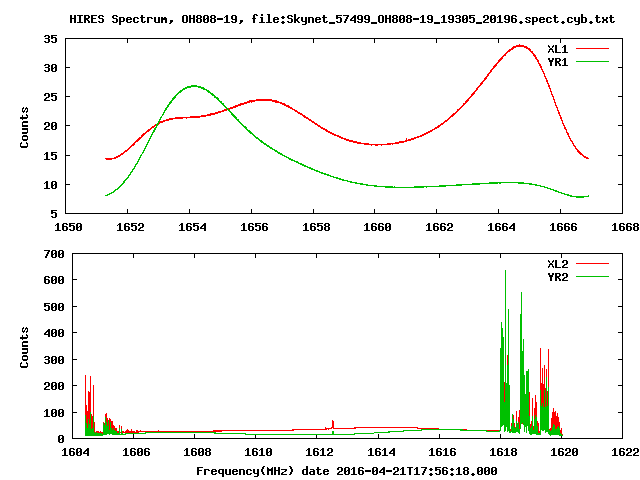 HIRES Spectrum, OH808-19, file:Skynet_57499_OH808-19_19305_20196.spect.cyb.txt
35
30
25
20
15
10
5
Counts
XL1
YR1
1650 1652 1654 1656 1658 1660 1662 1664 1666 1668
700
600
500
400
300
200
100
0
Counts
XL2
YR2
1604 1606 1608 1610 1612 1614 1616 1618 1620 1622
Frequency(MHz) date 2016-04-21T17:56:18.000